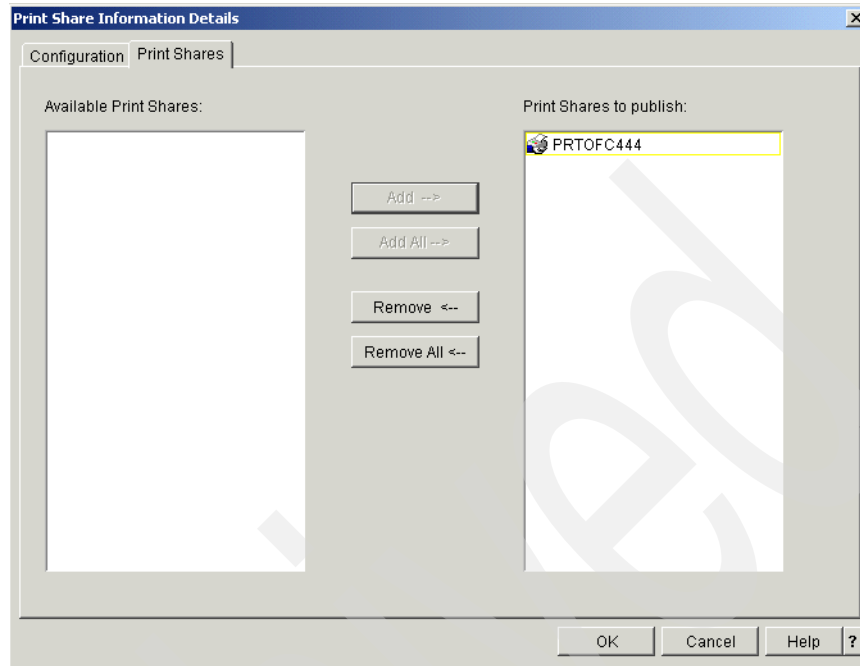 Print Share Information Details
Configuration
Print Shares
Available Print Shares:
Print Shares to publish:
PRTOFC444
Add -->
Add All-->
Remove <--
Remove All <--
OK
Cancel
Help
?